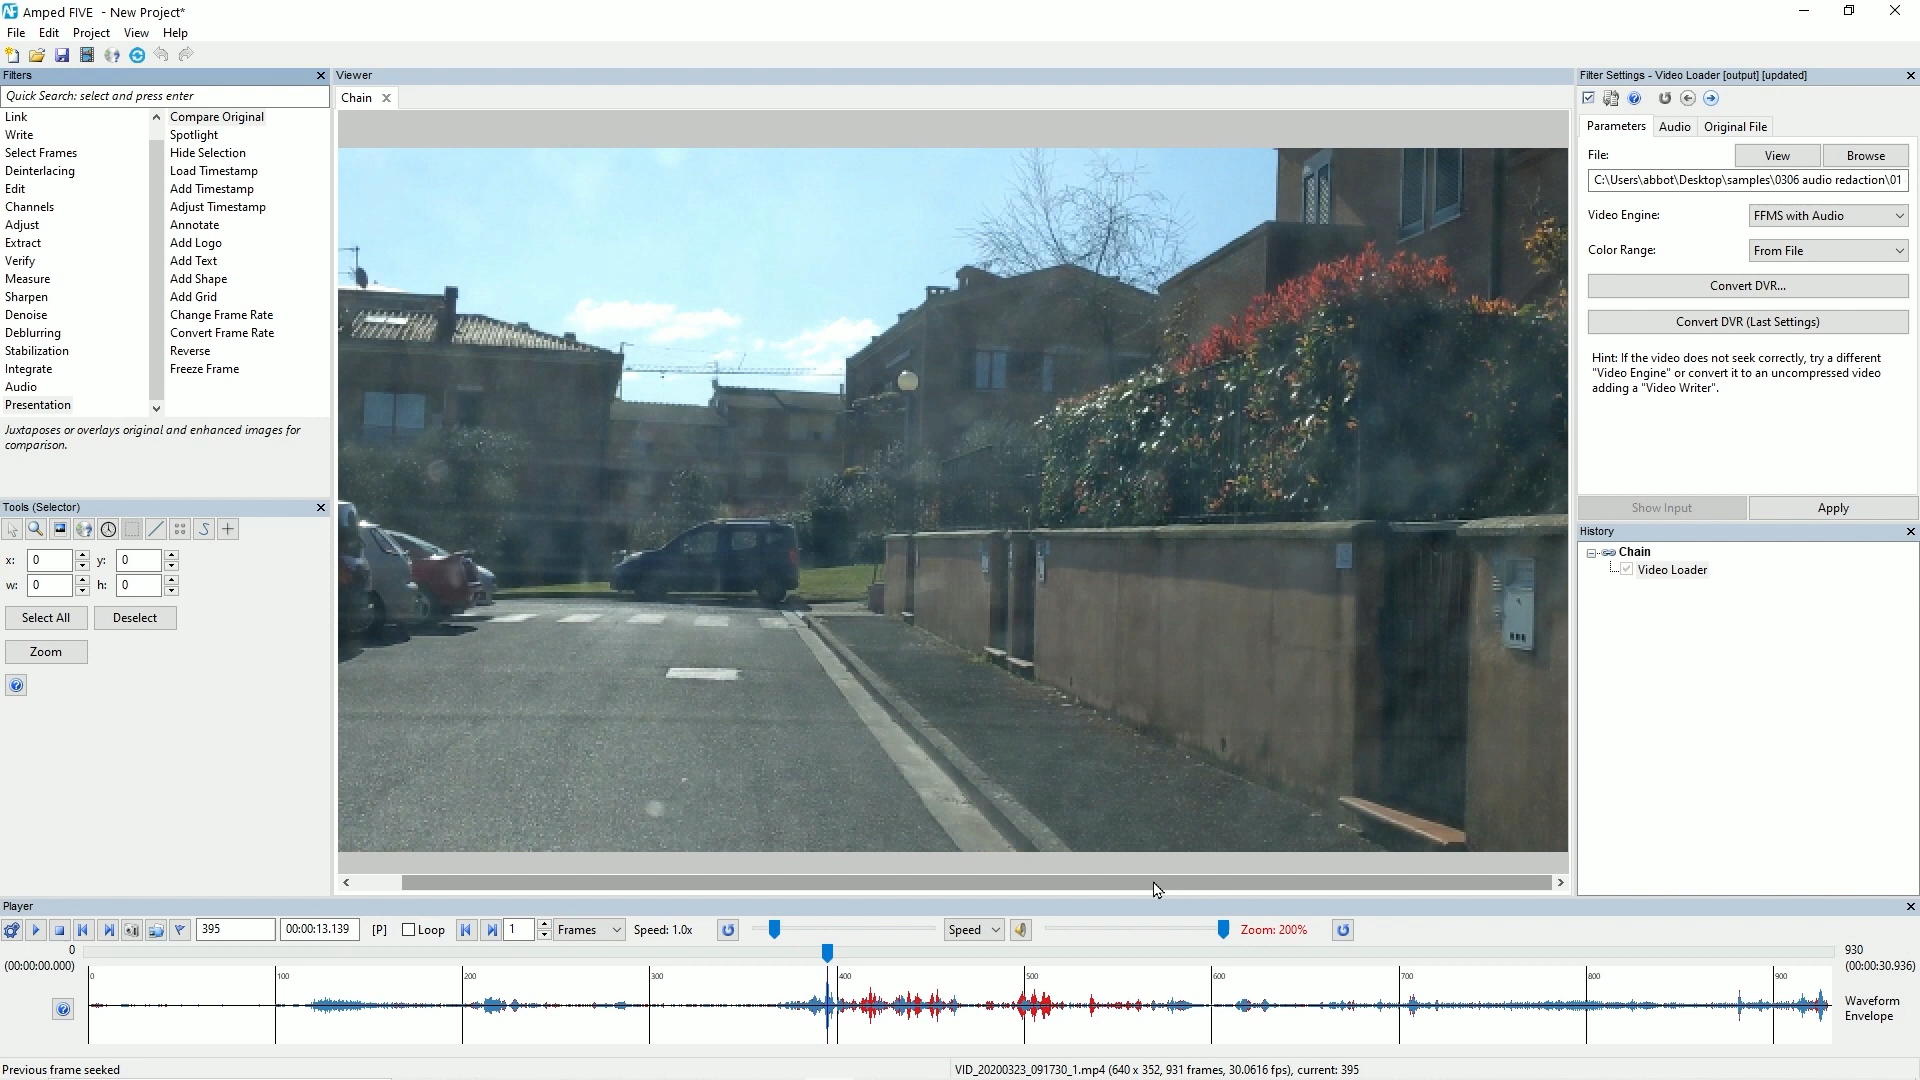 Amped FIVE - New Project*
File Edit Project View Help
Filters
Quick Search: select and press enter
Link
Write
Select Frames
Deinterlacing
Edit
Channels
Adjust
Extract
Verify
Measure
Sharpen
Denoise
Deblurring
Stabilization
Integrate
Audio
Presentation
Compare Original
Spotlight
Hide Selection
Load Timestamp
Add Timestamp
Adjust Timestamp
Annotate
Add Logo
Add Text
Add Shape
Add Grid
Change Frame Rate
Convert Frame Rate
Reverse
Freeze Frame
Juxtaposes or overlays original and enhanced images for
comparison.
Tools (Selector)
x: 0 y: 0
w: 0 h: 0
Select All Deselect
Zoom
Viewer
Chain
Filter Settings - Video Loader [output] [updated]
Parameters Audio Original File
File: View Browse
C:\Users\abbot\Desktop\samples\0306 audio redaction\01
Video Engine: FFMS with Audio
Color Range: From File
Convert DVR...
Convert DVR (Last Settings)
Hint: If the video does not seek correctly, try a different
"Video Engine" or convert it to an uncompressed video
adding a "Video Writer".
Show Input Apply
History
Chain
Video Loader
Player
395 00:00:13.139 [P] Loop 1 Frames Speed: 1.0x Speed Zoom: 200%
0 930
(00:00:00.000) (00:00:30.936)
0 100 200 300 400 500 600 700 800 900
Waveform
Envelope
Previous frame seeked VID_20200323_091730_1.mp4 (640 x 352, 931 frames, 30.0616 fps), current: 395